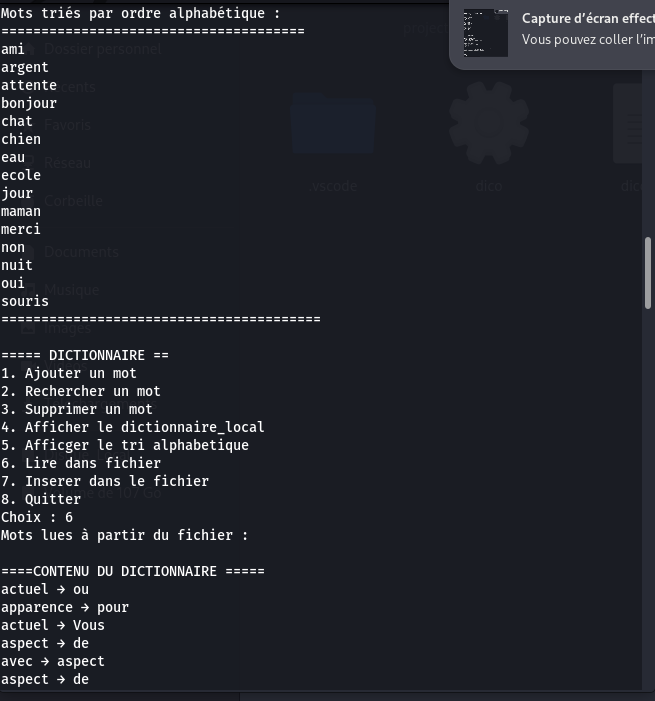 Mots triés par ordre alphabétique :
======================================
ami
argent
attente
bonjour
chat
chien
eau
ecole
jour
maman
merci
non
nuit
oui
souris
========================================
===== DICTIONNAIRE ==
1. Ajouter un mot
2. Rechercher un mot
3. Supprimer un mot
4. Afficher le dictionnaire_local
5. Afficger le tri alphabetique
6. Lire dans fichier
7. Inserer dans le fichier
8. Quitter
Choix : 6
Mots lues à partir du fichier :
====CONTENU DU DICTIONNAIRE =====
actuel → ou
apparence → pour
actuel → Vous
aspect → de
avec → aspect
aspect → de
Capture d'écran effect
Vous pouvez coller l'im
Dossier personnel
Récents
Favoris
Réseau
Corbeille
Documents
Musique
Images
.vscode
dico